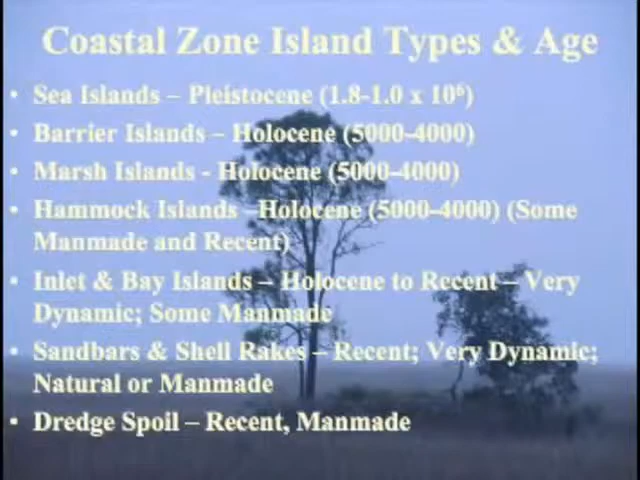 Coastal Zone Island Types & Age
• Sea Islands – Pleistocene (1.8-1.0 x 10⁶)
• Barrier Islands – Holocene (5000-4000)
• Marsh Islands - Holocene (5000-4000)
• Hammock Islands –Holocene (5000-4000) (Some
Manmade and Recent)
• Inlet & Bay Islands – Holocene to Recent – Very
Dynamic; Some Manmade
• Sandbars & Shell Rakes – Recent; Very Dynamic;
Natural or Manmade
• Dredge Spoil – Recent, Manmade